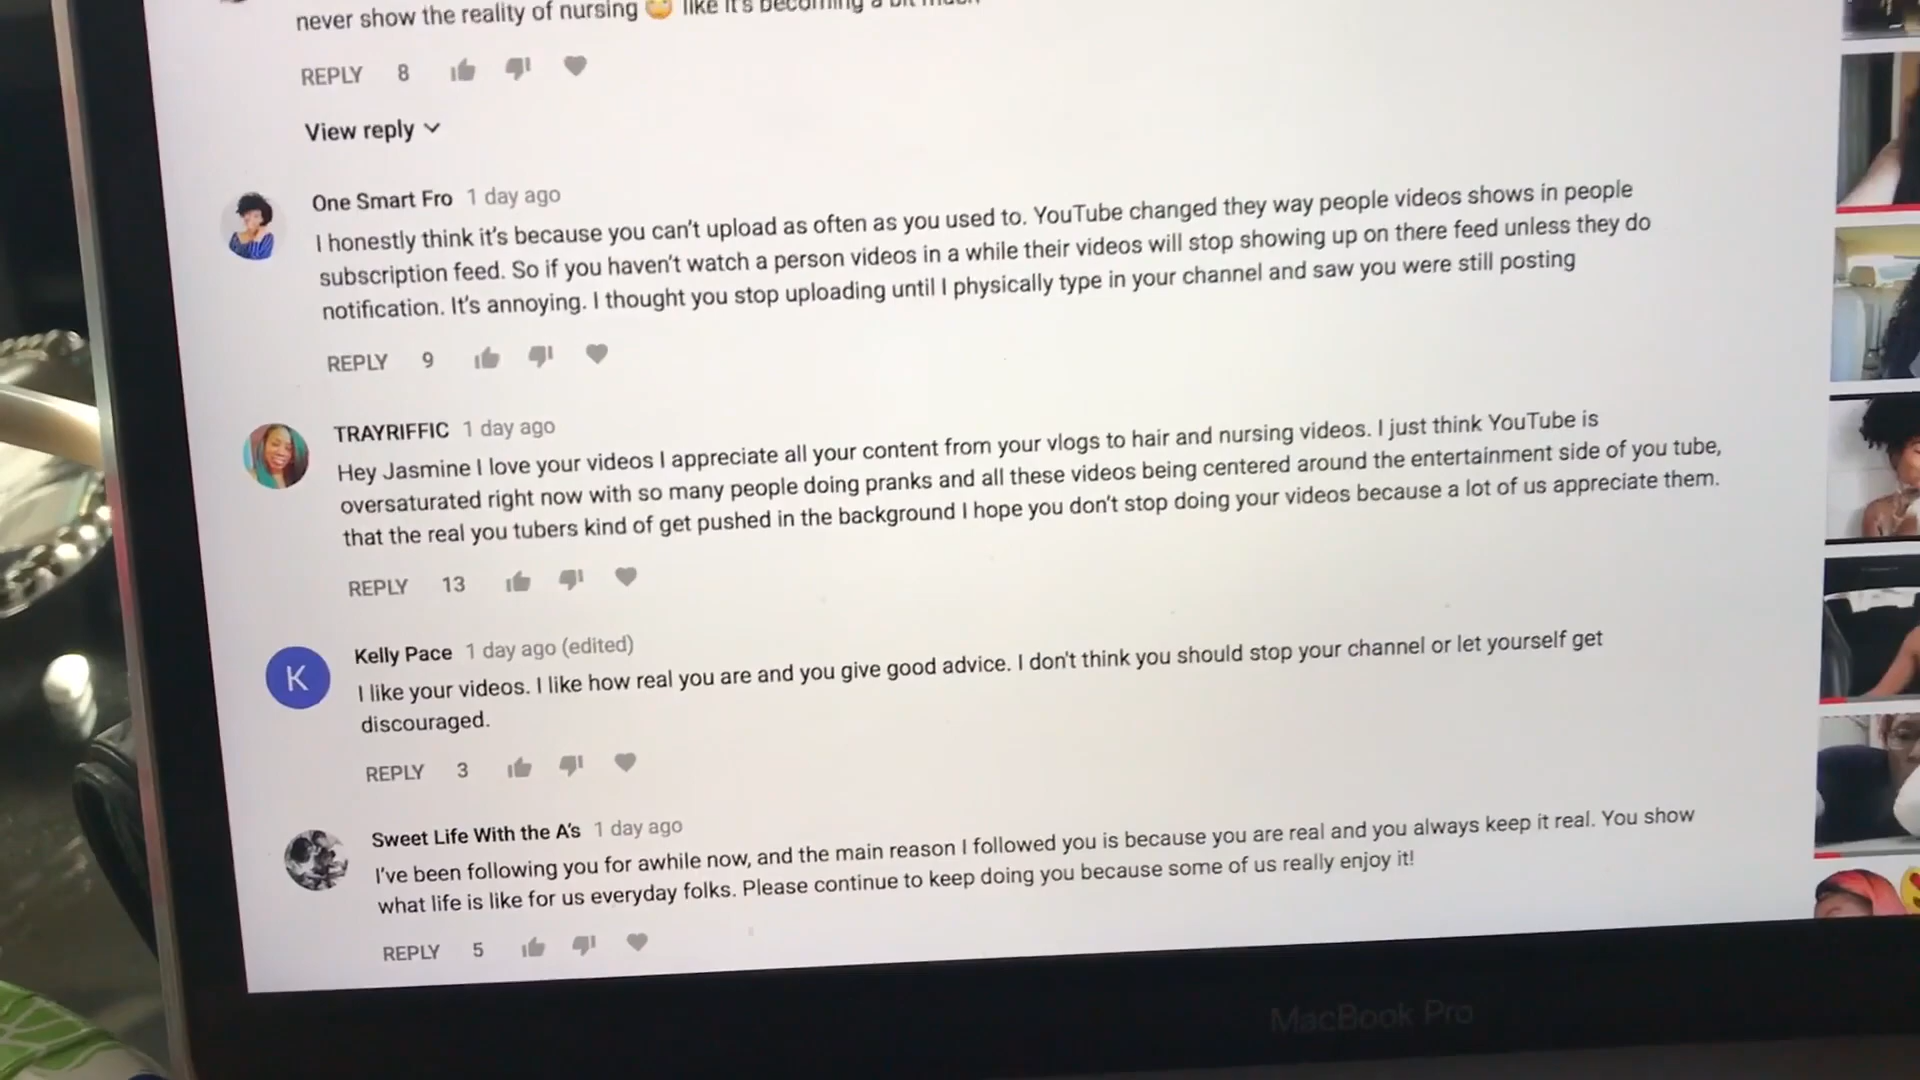 never show the reality of nursing 🙄 like it's becoming a bit much
REPLY 8
View reply
One Smart Fro 1 day ago
I honestly think it's because you can't upload as often as you used to. YouTube changed they way people videos shows in people
subscription feed. So if you haven't watch a person videos in a while their videos will stop showing up on there feed unless they do
notification. It's annoying. I thought you stop uploading until I physically type in your channel and saw you were still posting
REPLY 9
TRAYRIFFIC 1 day ago
Hey Jasmine I love your videos I appreciate all your content from your vlogs to hair and nursing videos. I just think YouTube is
oversaturated right now with so many people doing pranks and all these videos being centered around the entertainment side of you tube,
that the real you tubers kind of get pushed in the background I hope you don't stop doing your videos because a lot of us appreciate them.
REPLY 13
K
Kelly Pace 1 day ago (edited)
I like your videos. I like how real you are and you give good advice. I don't think you should stop your channel or let yourself get
discouraged.
REPLY 3
Sweet Life With the A's 1 day ago
I've been following you for awhile now, and the main reason I followed you is because you are real and you always keep it real. You show
what life is like for us everyday folks. Please continue to keep doing you because some of us really enjoy it!
REPLY 5
MacBook Pro